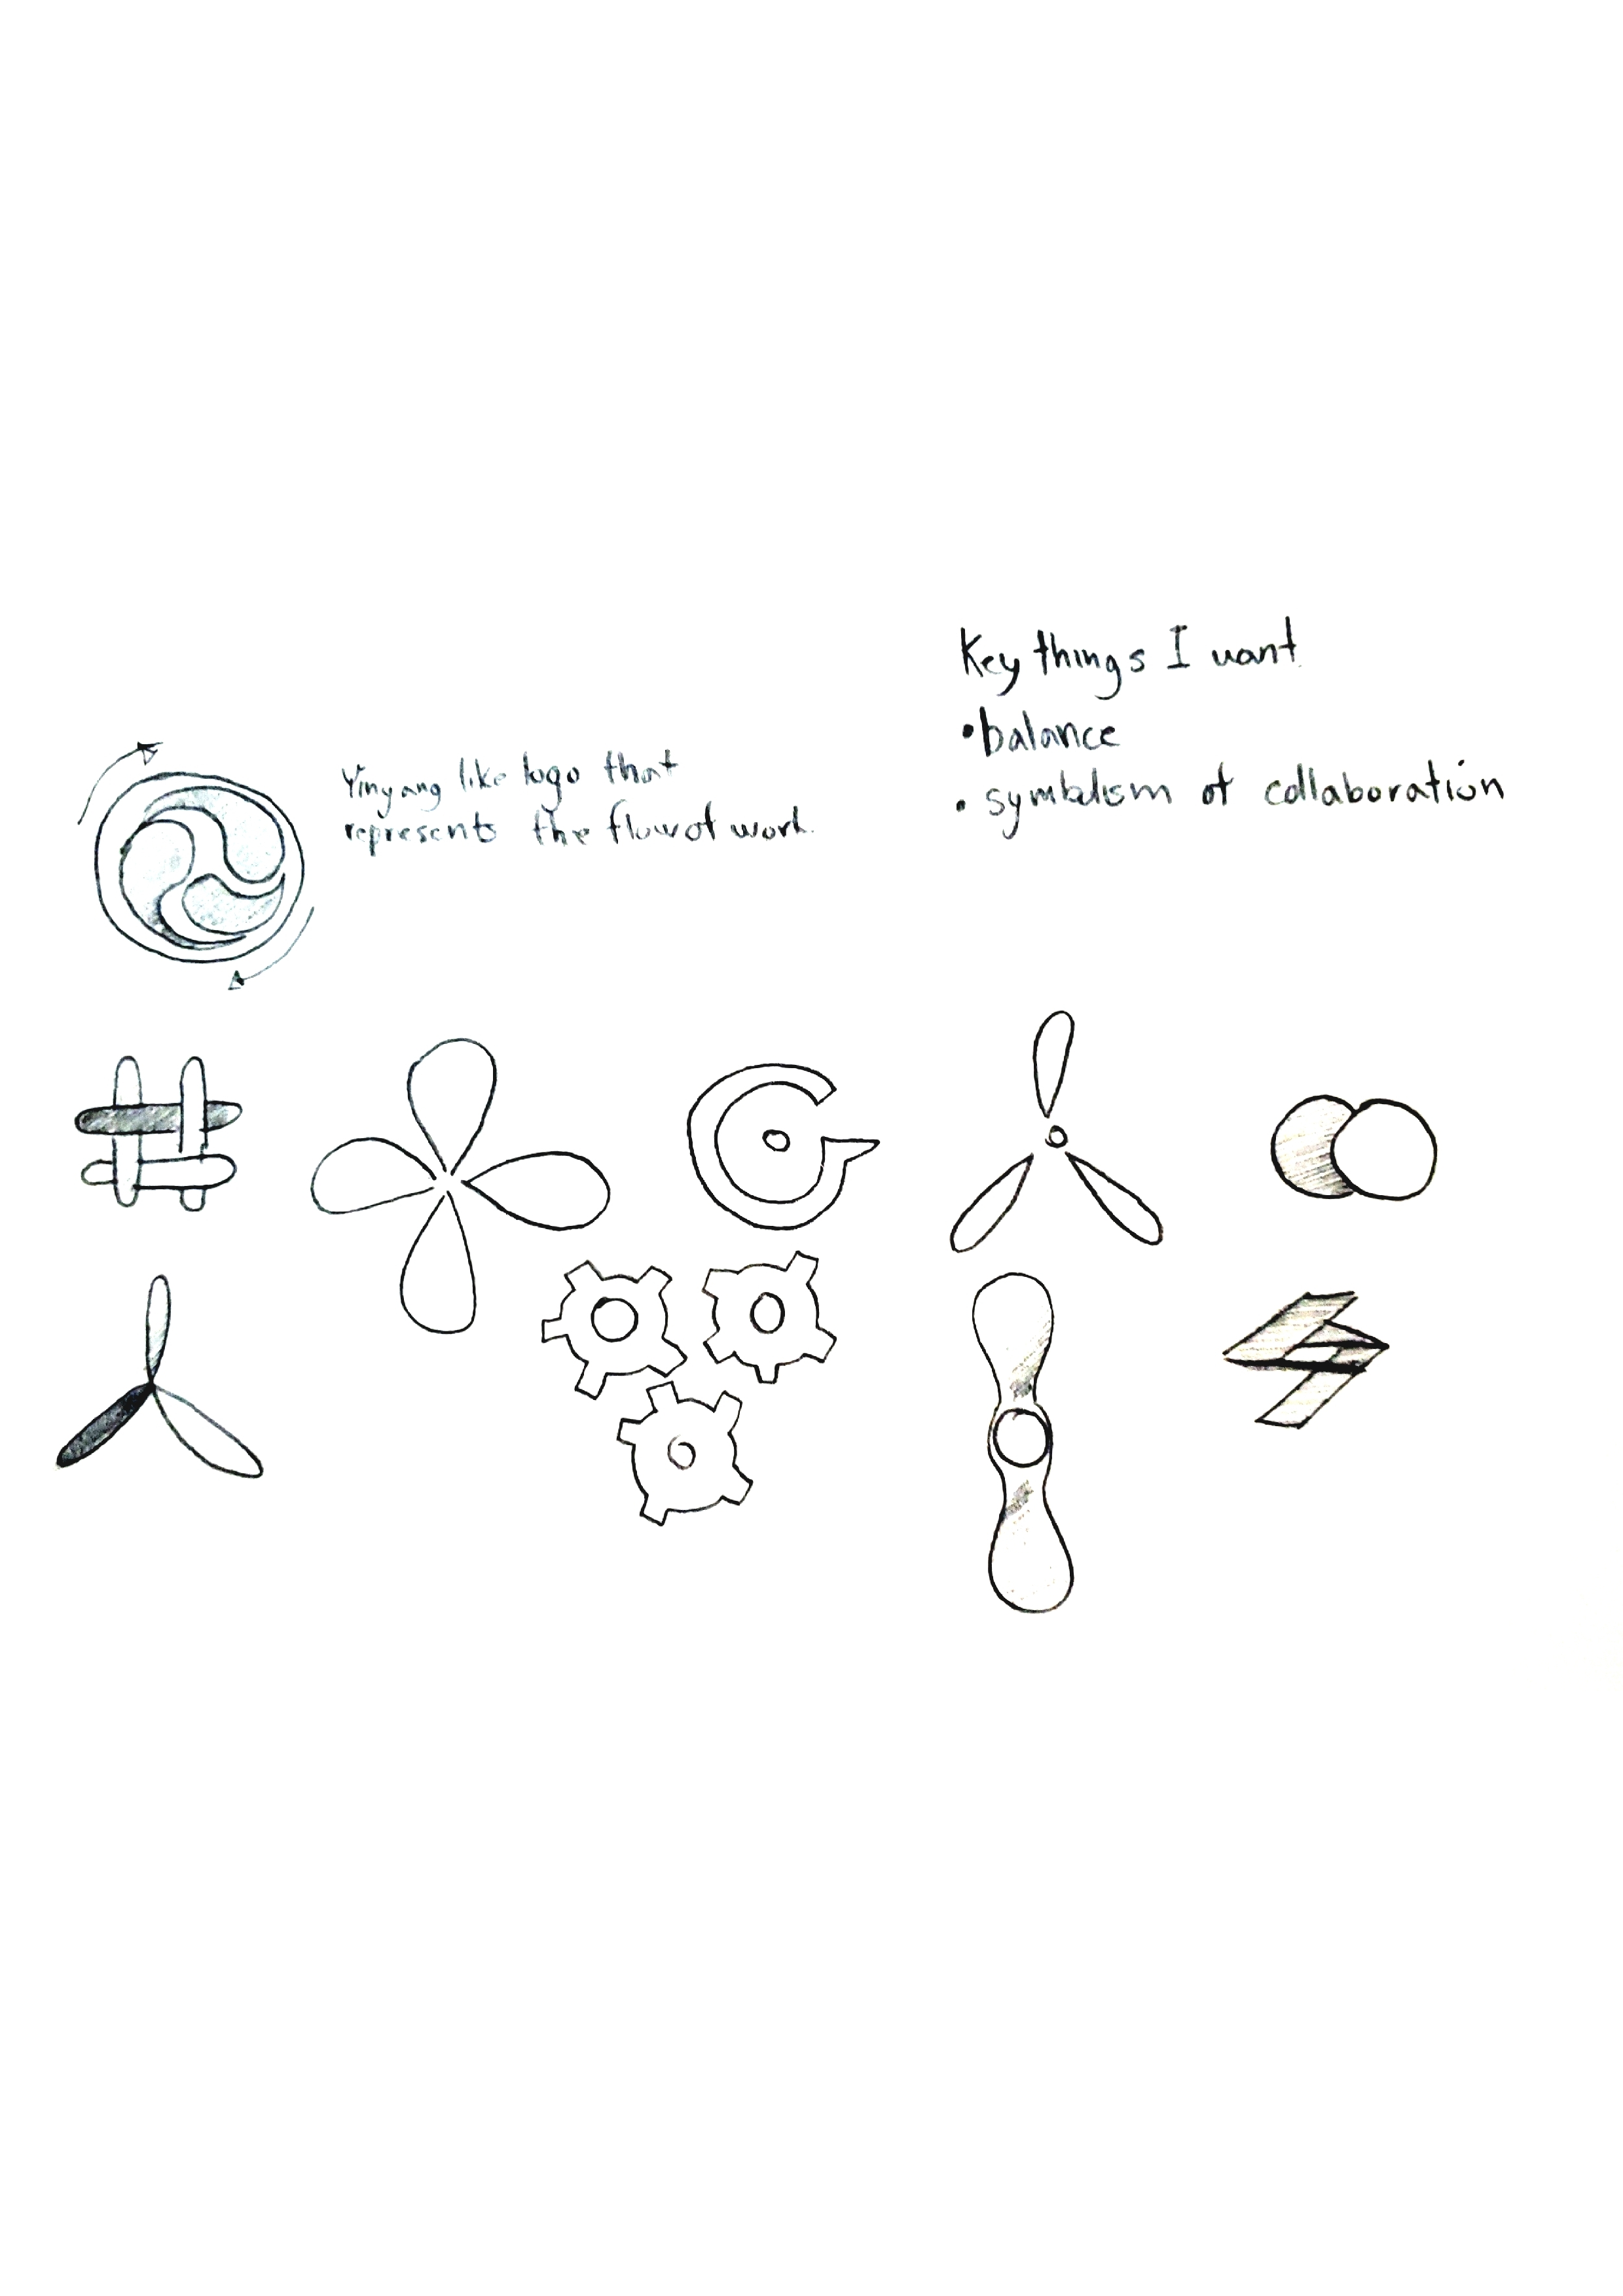 Key things I want
• balance
• symbolism of collaboration
Yinyang like logo that
represents the flow of work.